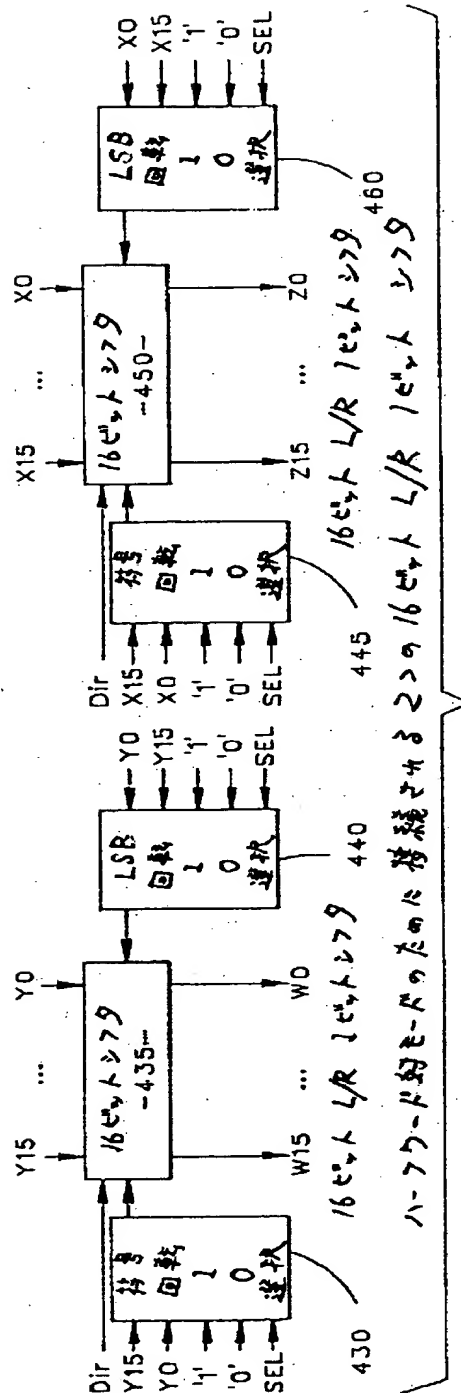 Y15 ... Y0
Dir
Y15
Y0
'1'
'0'
SEL
符号
回転
1
0
選択
430
16ビットシフタ
-435-
W15 ... W0
16ビット L/R 1ビットシフタ
LSB
回転
1
0
選択
440
Y0
Y15
'1'
'0'
SEL
X15 ... X0
Dir
X15
X0
'1'
'0'
SEL
符号
回転
1
0
選択
445
16ビットシフタ
-450-
Z15 ... Z0
16ビット L/R 1ビットシフタ
LSB
回転
1
0
選択
460
X0
X15
'1'
'0'
SEL
ハーフワード対モードのために接続される2つの16ビット L/R 1ビット シフタ